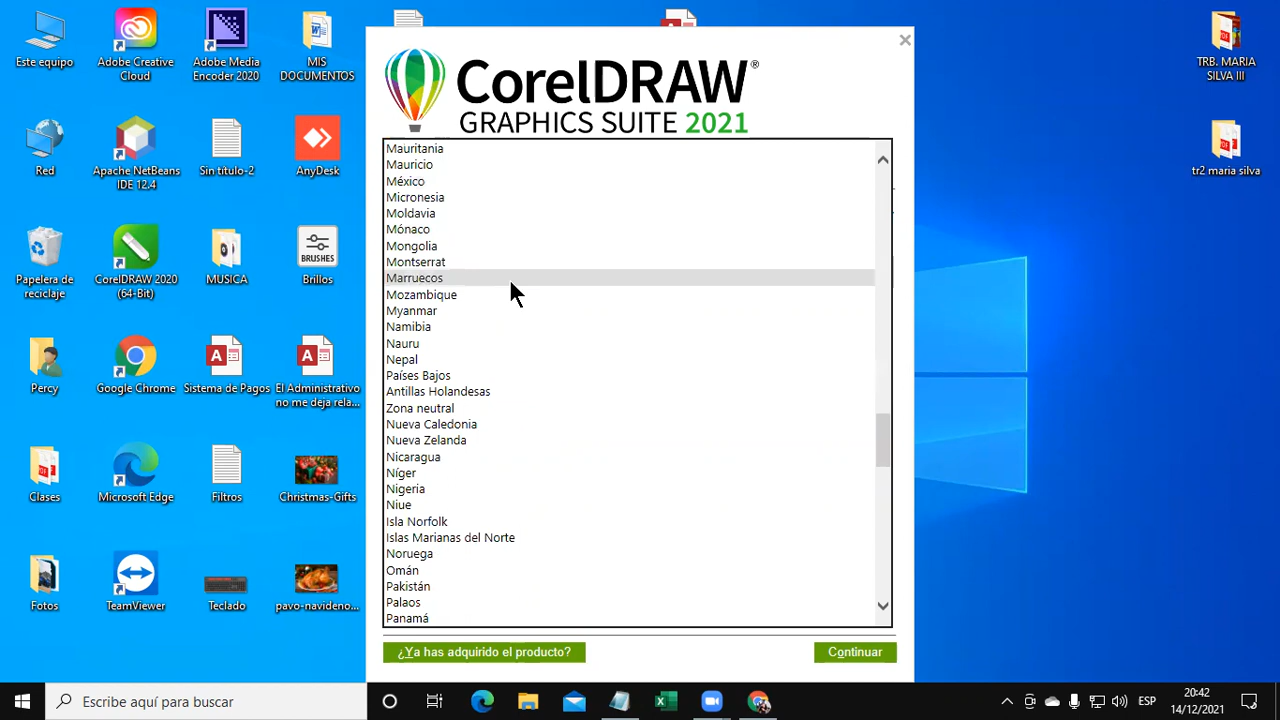 Este equipo
Adobe Creative
Cloud
Adobe Media
Encoder 2020
MIS
DOCUMENTOS
Red
Apache NetBeans
IDE 12.4
Sin titulo-2
AnyDesk
Papelera de
reciclaje
CorelDRAW 2020
(64-Bit)
MUSICA
BRUSHES
Brillos
Percy
Google Chrome
Sistema de Pagos
El Administrativo
no me deja rela...
Clases
Microsoft Edge
Filtros
Christmas-Gifts
Fotos
TeamViewer
Teclado
pavo-navideno...
CorelDRAW®
GRAPHICS SUITE 2021
Mauritania
Mauricio
México
Micronesia
Moldavia
Mónaco
Mongolia
Montserrat
Marruecos
Mozambique
Myanmar
Namibia
Nauru
Nepal
Países Bajos
Antillas Holandesas
Zona neutral
Nueva Caledonia
Nueva Zelanda
Nicaragua
Níger
Nigeria
Niue
Isla Norfolk
Islas Marianas del Norte
Noruega
Omán
Pakistán
Palaos
Panamá
¿Ya has adquirido el producto?
Continuar
TRB. MARIA
SILVA III
tr2 maria silva
Escribe aquí para buscar
ESP
20:42
14/12/2021